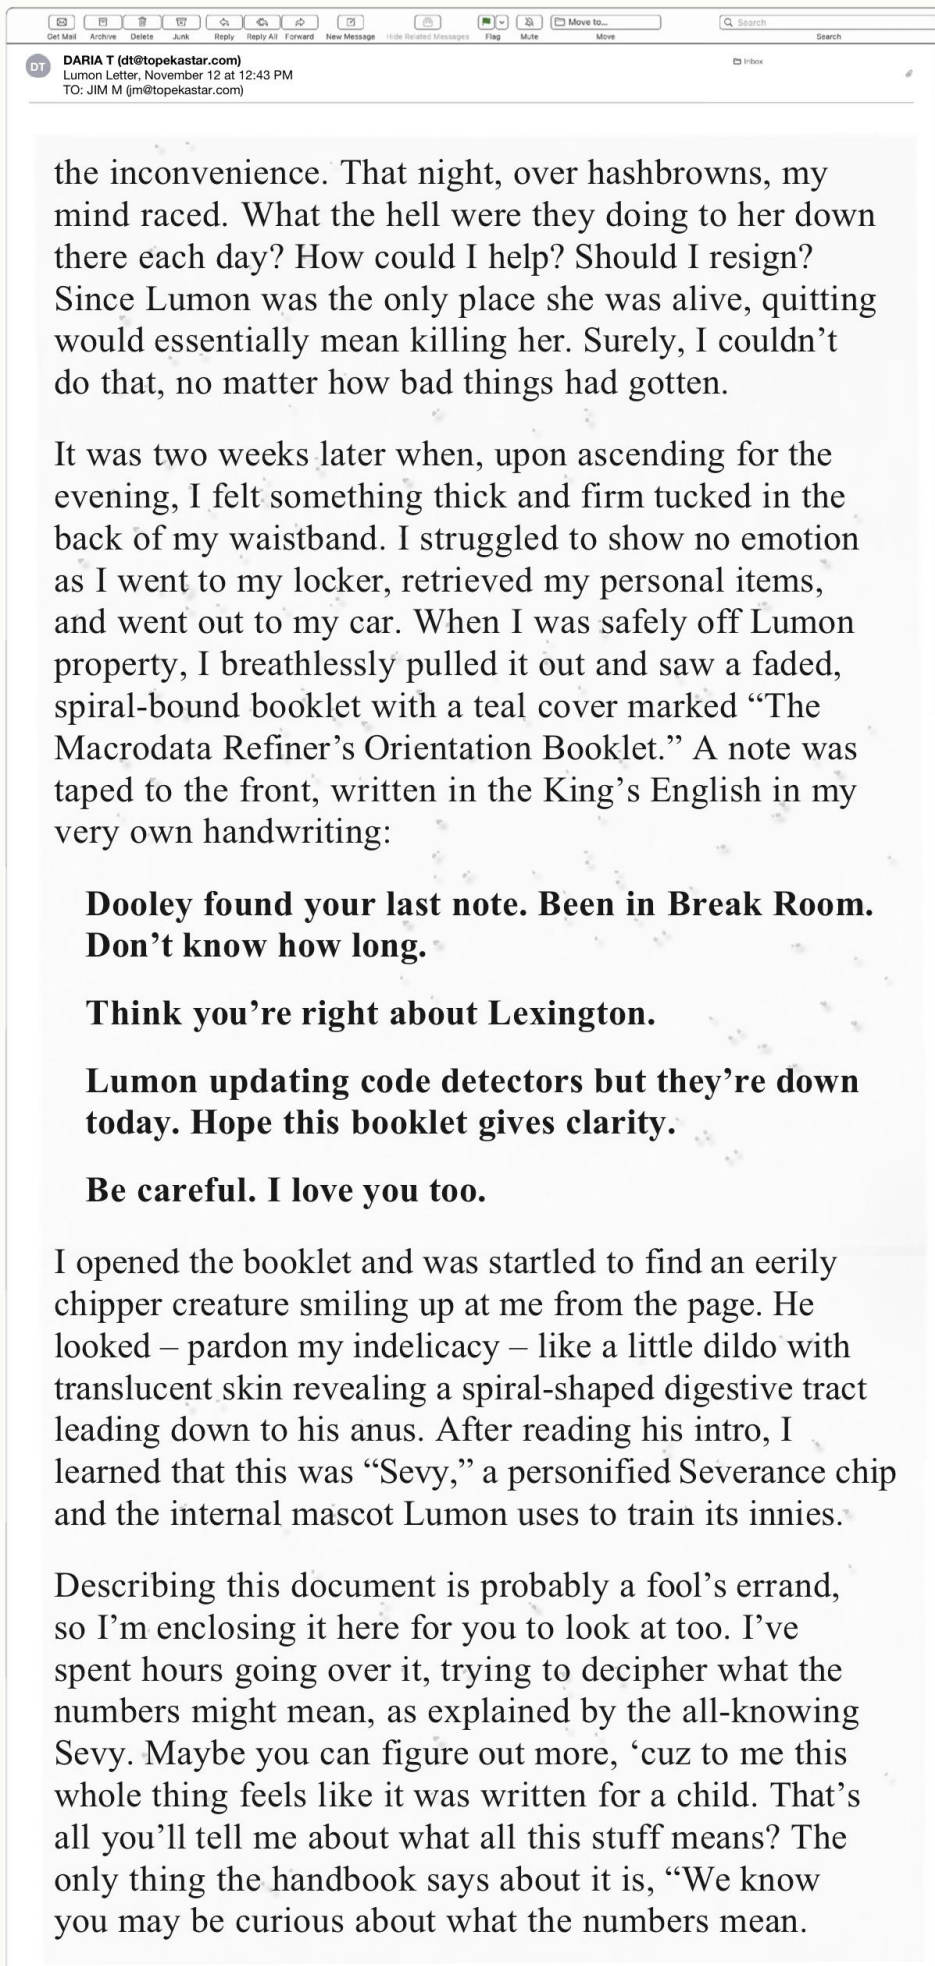 Get Mail
Archive
Delete
Junk
Reply
Reply All
Forward
New Message
Hide Related Messages
Flag
Mute
Move to...
Move
Search
Search
DT
DARIA T (dt@topekastar.com)
Lumon Letter, November 12 at 12:43 PM
TO: JIM M (jm@topekastar.com)
Inbox
the inconvenience. That night, over hashbrowns, my
mind raced. What the hell were they doing to her down
there each day? How could I help? Should I resign?
Since Lumon was the only place she was alive, quitting
would essentially mean killing her. Surely, I couldn’t
do that, no matter how bad things had gotten.
It was two weeks later when, upon ascending for the
evening, I felt something thick and firm tucked in the
back of my waistband. I struggled to show no emotion
as I went to my locker, retrieved my personal items,
and went out to my car. When I was safely off Lumon
property, I breathlessly pulled it out and saw a faded,
spiral-bound booklet with a teal cover marked “The
Macrodata Refiner’s Orientation Booklet.” A note was
taped to the front, written in the King’s English in my
very own handwriting:
Dooley found your last note. Been in Break Room.
Don’t know how long.
Think you’re right about Lexington.
Lumon updating code detectors but they’re down
today. Hope this booklet gives clarity.
Be careful. I love you too.
I opened the booklet and was startled to find an eerily
chipper creature smiling up at me from the page. He
looked – pardon my indelicacy – like a little dildo with
translucent skin revealing a spiral-shaped digestive tract
leading down to his anus. After reading his intro, I
learned that this was “Sevy,” a personified Severance chip
and the internal mascot Lumon uses to train its innies.
Describing this document is probably a fool’s errand,
so I’m enclosing it here for you to look at too. I’ve
spent hours going over it, trying to decipher what the
numbers might mean, as explained by the all-knowing
Sevy. Maybe you can figure out more, ‘cuz to me this
whole thing feels like it was written for a child. That’s
all you’ll tell me about what all this stuff means? The
only thing the handbook says about it is, “We know
you may be curious about what the numbers mean.